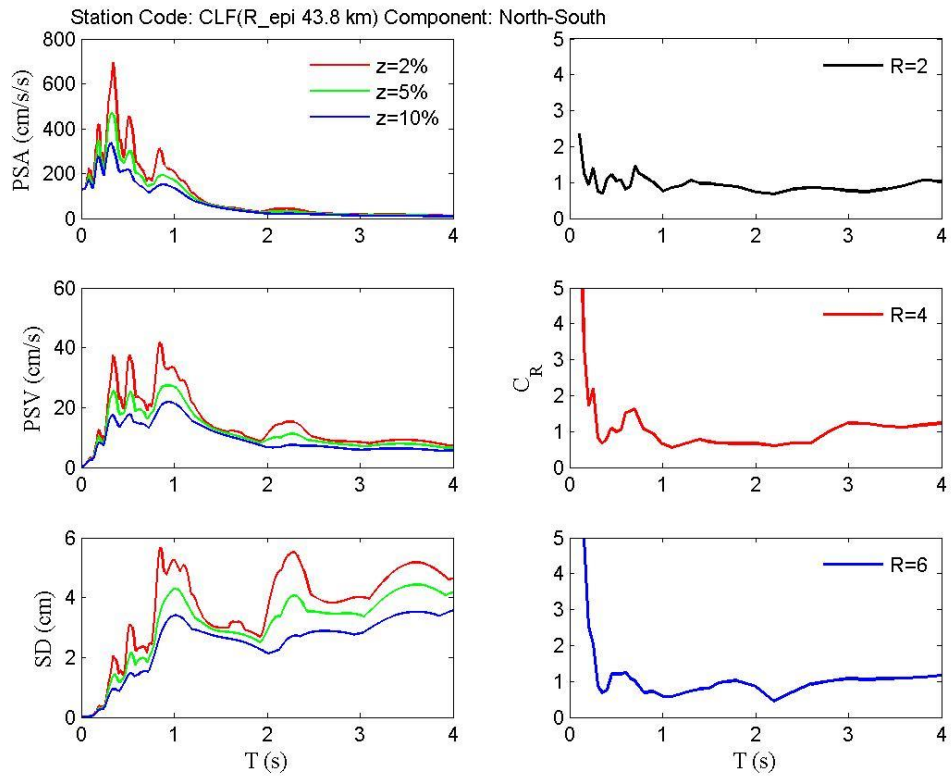 Station Code: CLF(R_epi 43.8 km) Component: North-South
800
600
400
200
0
PSA (cm/s/s)
z=2%
z=5%
z=10%
0 1 2 3 4
5
4
3
2
1
0
R=2
0 1 2 3 4
60
40
20
0
PSV (cm/s)
0 1 2 3 4
5
4
3
2
1
0
C_R
R=4
0 1 2 3 4
6
4
2
0
SD (cm)
0 1 2 3 4
T (s)
5
4
3
2
1
0
R=6
0 1 2 3 4
T (s)